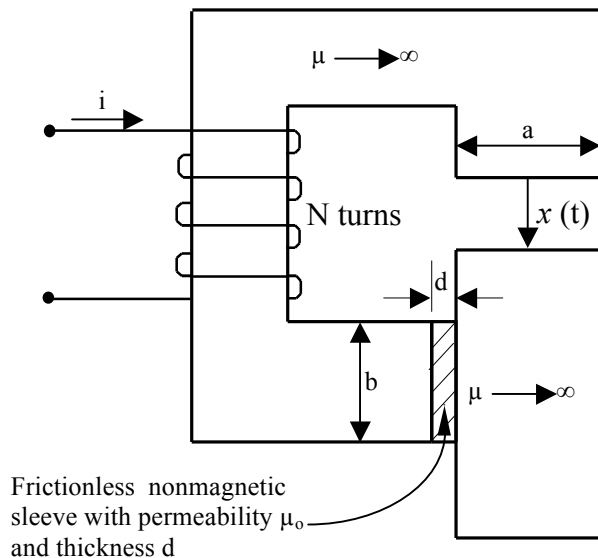 μ ⟶ ∞
i
a
N turns
x (t)
d
b
μ ⟶ ∞
Frictionless nonmagnetic
sleeve with permeability μₒ
and thickness d